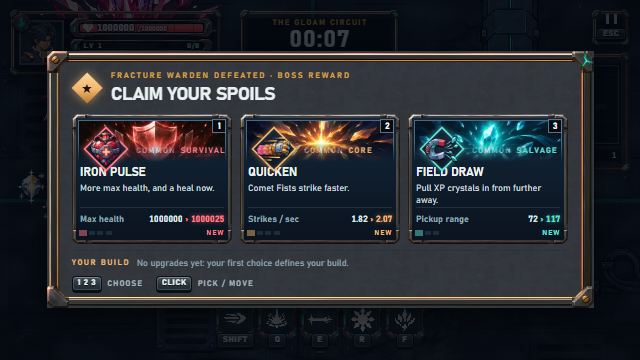 1000000 /1000000
LV 1
THE GLOAM CIRCUIT
00:07
ESC
FRACTURE WARDEN DEFEATED · BOSS REWARD
CLAIM YOUR SPOILS
1
COMMON SURVIVAL
IRON PULSE
More max health, and a heal now.
Max health 1000000 › 1000025
NEW
2
COMMON CORE
QUICKEN
Comet Fists strike faster.
Strikes / sec 1.82 › 2.07
NEW
3
COMMON SALVAGE
FIELD DRAW
Pull XP crystals in from further
away.
Pickup range 72 › 117
NEW
YOUR BUILD No upgrades yet: your first choice defines your build.
1 2 3 CHOOSE CLICK PICK / MOVE
SHIFT Q E R F